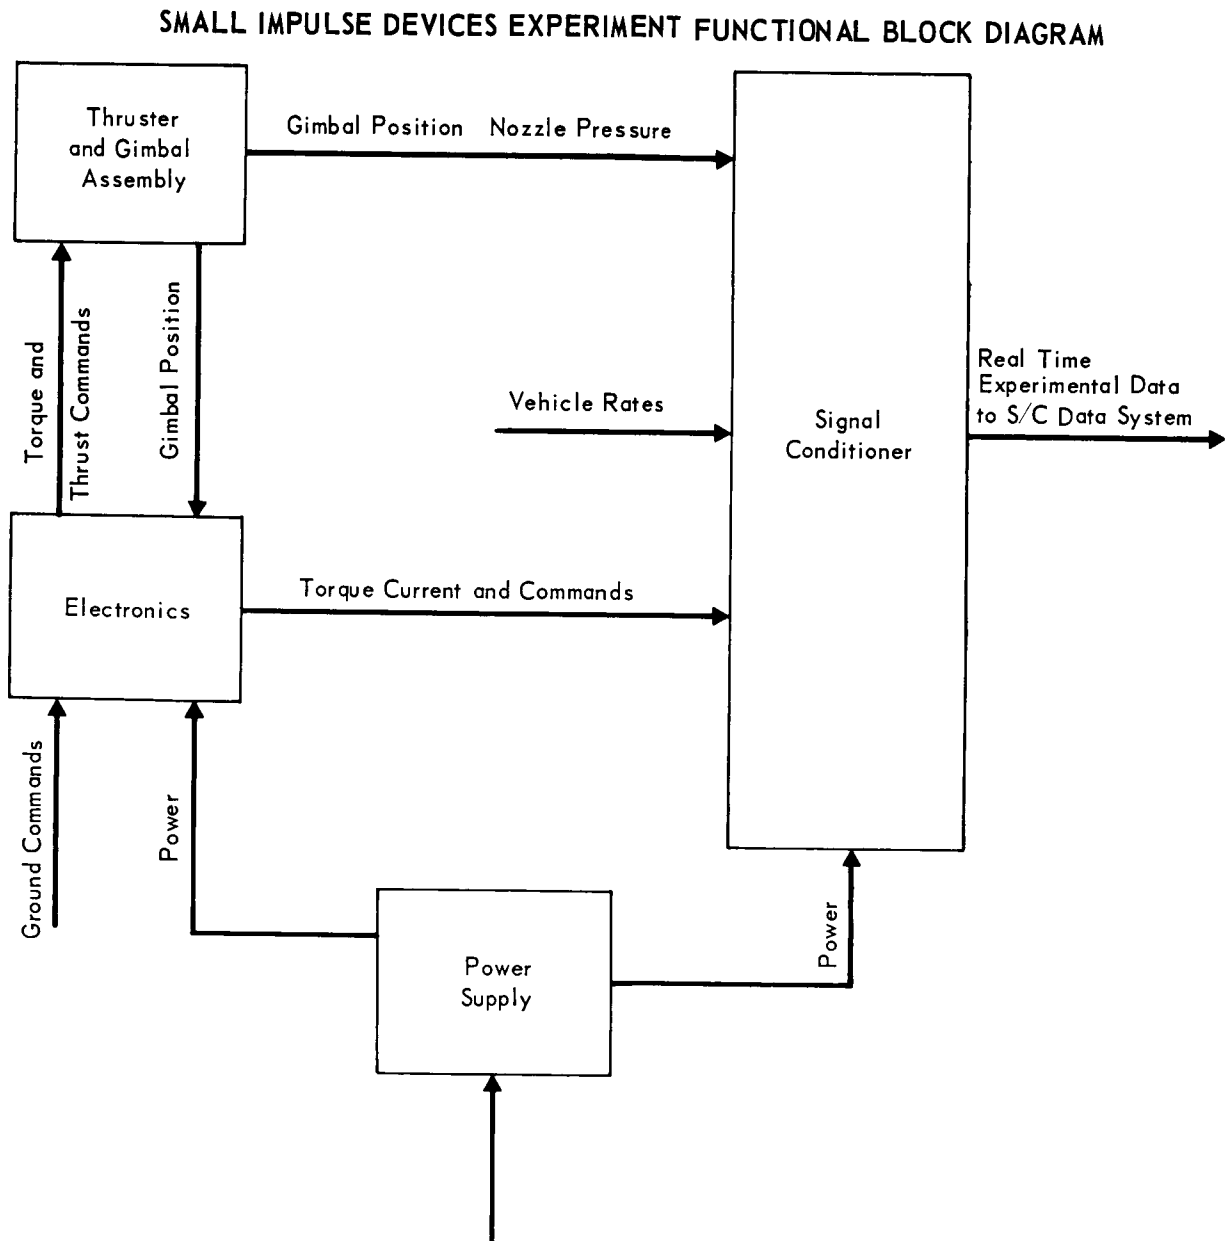 SMALL IMPULSE DEVICES EXPERIMENT FUNCTIONAL BLOCK DIAGRAM
Thruster
and Gimbal
Assembly
Gimbal Position Nozzle Pressure
Torque and
Thrust Commands
Gimbal Position
Vehicle Rates
Signal
Conditioner
Real Time
Experimental Data
to S/C Data System
Electronics
Torque Current and Commands
Ground Commands
Power
Power
Supply
Power